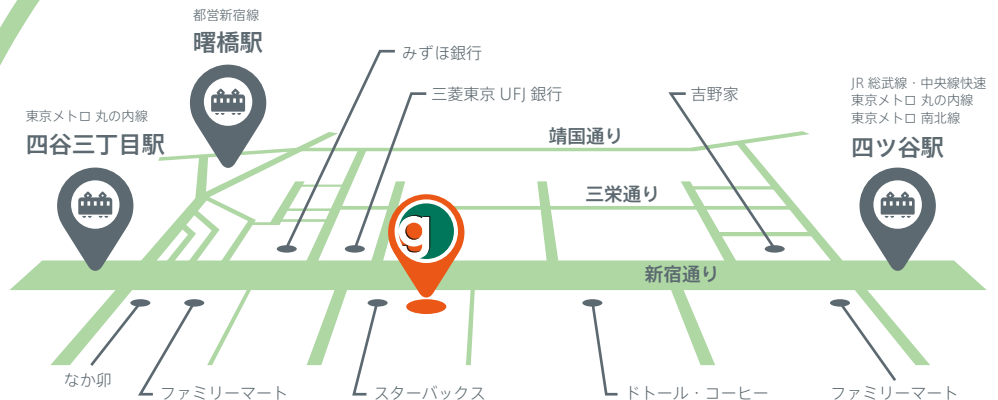 都営新宿線
曙橋駅
みずほ銀行
三菱東京 UFJ 銀行
吉野家
JR 総武線・中央線快速
東京メトロ 丸の内線
東京メトロ 南北線
四ツ谷駅
東京メトロ 丸の内線
四谷三丁目駅
靖国通り
三栄通り
g
新宿通り
なか卯
ファミリーマート
スターバックス
ドトール・コーヒー
ファミリーマート